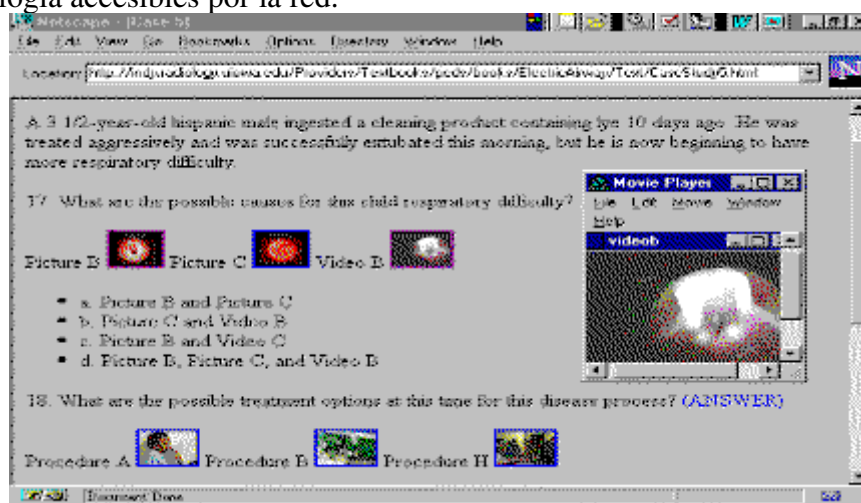 ología accesibles por la red.
Netscape - [Case 5]
File Edit View Go Bookmarks Options Directory Window Help
Location: http://indy.radiology.uiowa.edu/Providers/Textbooks/peds/books/ElectricAirway/Text/CaseStudy5.html
A 3 1/2-year-old hispanic male ingested a cleaning product containing lye 10 days ago. He was
treated aggressively and was successfully extubated this morning, but he is now beginning to have
more respiratory difficulty.
17. What are the possible causes for this child respiratory difficulty?
Picture B Picture C Video B
a. Picture B and Picture C
b. Picture C and Video B
c. Picture B and Video C
d. Picture B, Picture C, and Video B
Movie Player
File Edit Movie Window
Help
videob
18. What are the possible treatment options at this time for this disease process? (ANSWER)
Procedure A Procedure B Procedure H
Document Done